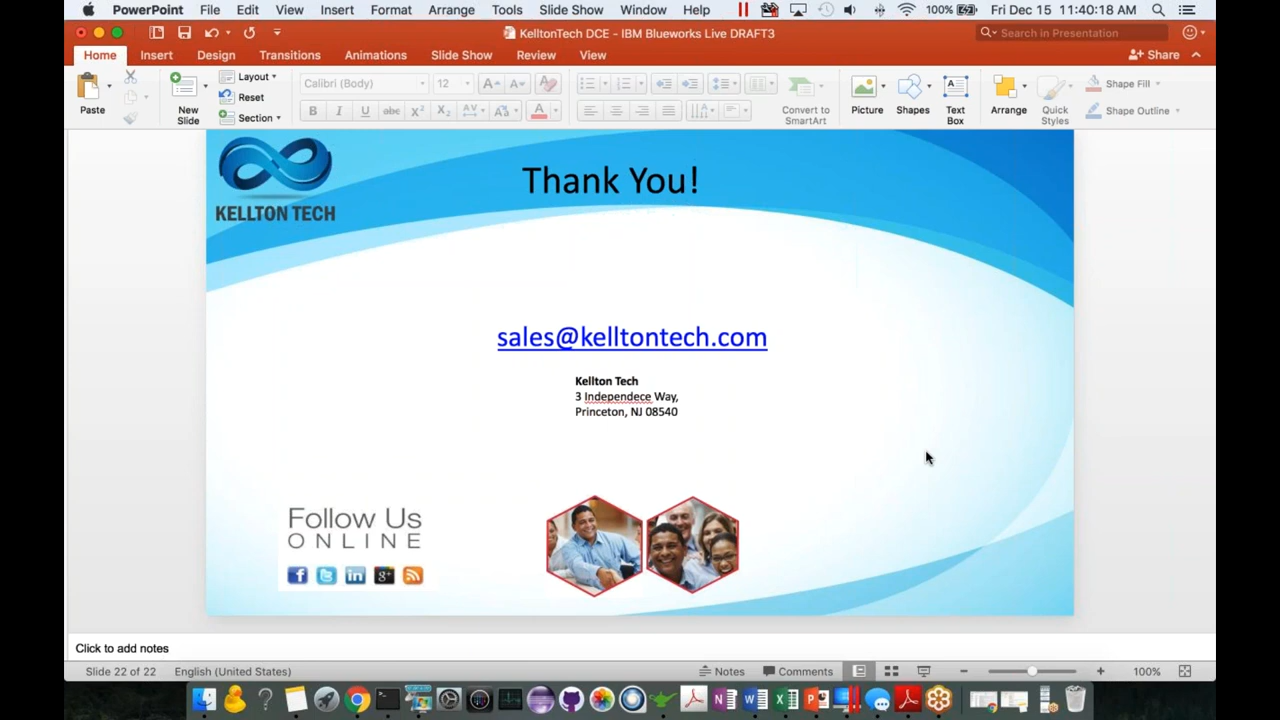 PowerPoint File Edit View Insert Format Arrange Tools Slide Show Window Help 100% Fri Dec 15 11:40:18 AM
KelltonTech DCE - IBM Blueworks Live DRAFT3 Search in Presentation
Home Insert Design Transitions Animations Slide Show Review View Share
Paste
New
Slide
Layout
Reset
Section
Calibri (Body) 12
Convert to
SmartArt
Picture
Shapes
Text
Box
Arrange
Quick
Styles
Shape Fill
Shape Outline
KELLTON TECH
Thank You!
sales@kelltontech.com
Kellton Tech
3 Independece Way,
Princeton, NJ 08540
Follow Us
ONLINE
Click to add notes
Slide 22 of 22 English (United States) Notes Comments 100%